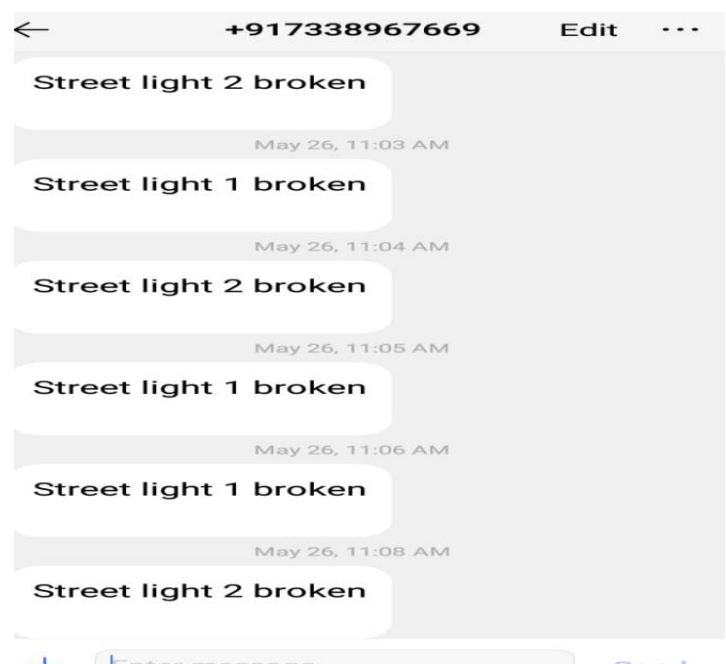 +917338967669 Edit ...
Street light 2 broken
May 26, 11:03 AM
Street light 1 broken
May 26, 11:04 AM
Street light 2 broken
May 26, 11:05 AM
Street light 1 broken
May 26, 11:06 AM
Street light 1 broken
May 26, 11:08 AM
Street light 2 broken